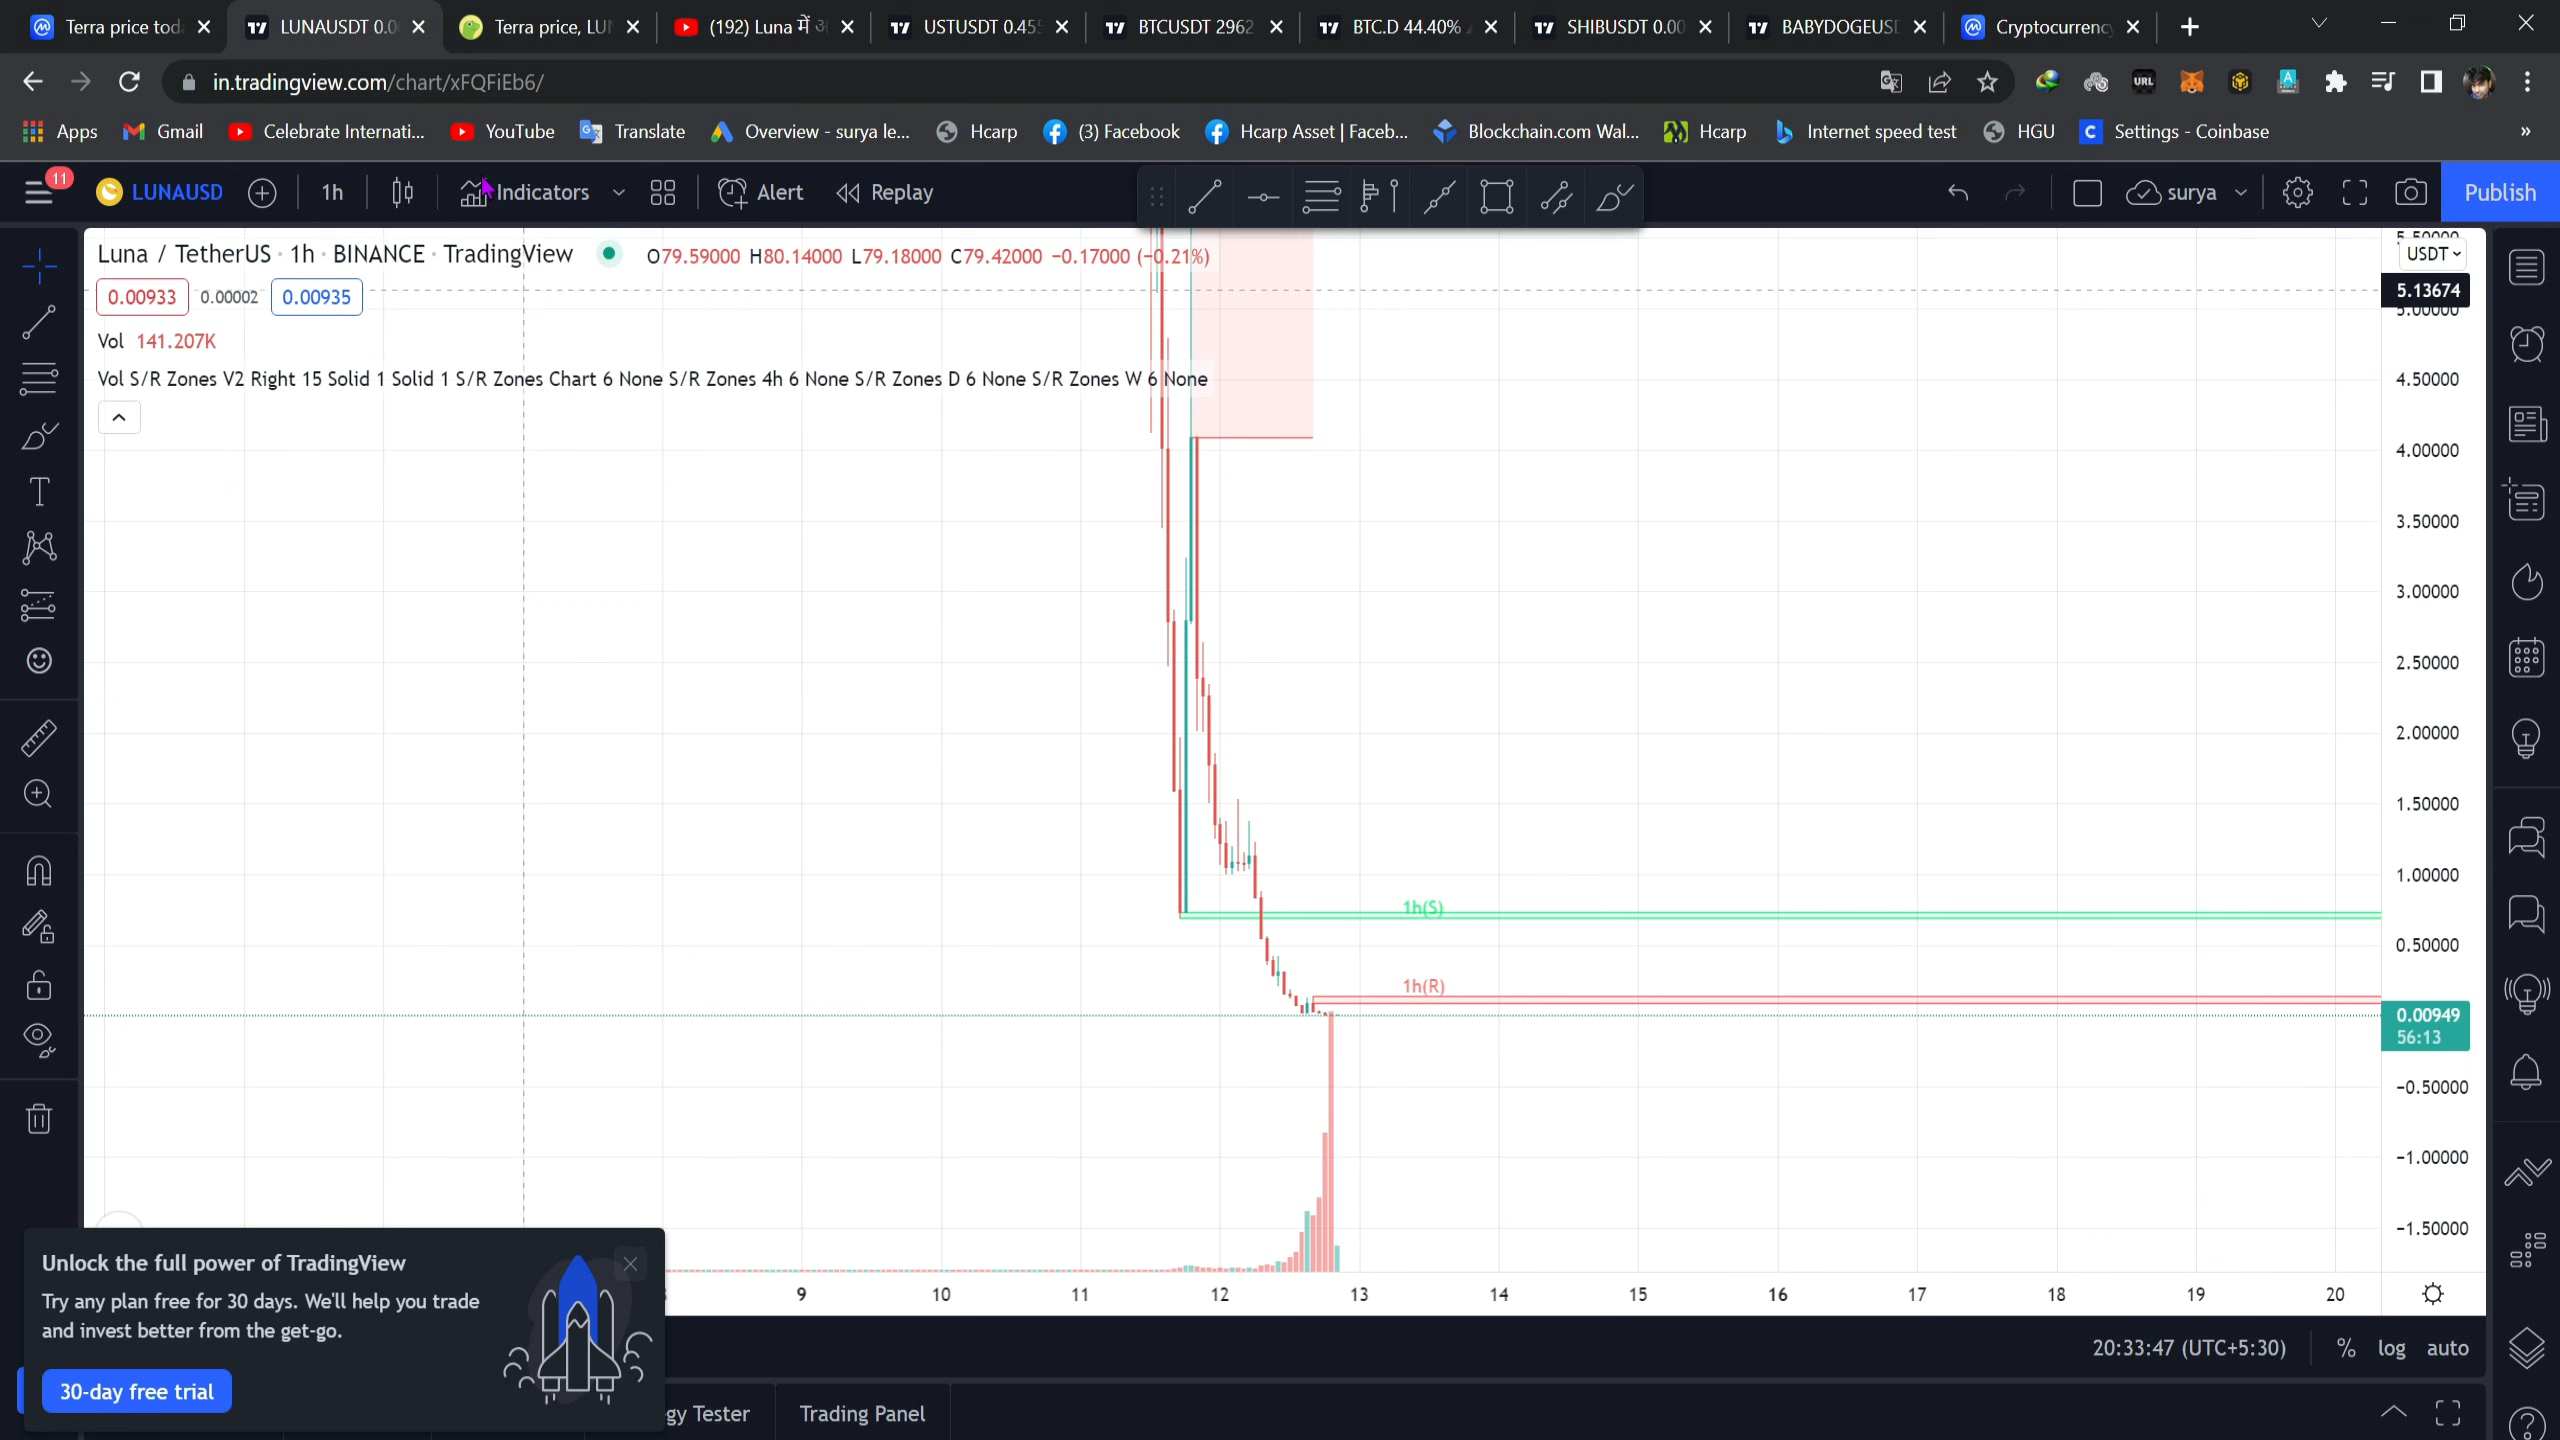 Terra price tod
LUNAUSDT 0.0
Terra price, LU
(192) Luna में
USTUSDT 0.45
BTCUSDT 2962
BTC.D 44.40%
SHIBUSDT 0.00
BABYDOGEUS
Cryptocurrenc
in.tradingview.com/chart/xFQFiEb6/
Apps
Gmail
Celebrate Internati...
YouTube
Translate
Overview - surya le...
Hcarp
(3) Facebook
Hcarp Asset | Faceb...
Blockchain.com Wal...
Hcarp
Internet speed test
HGU
Settings - Coinbase
»
URL
11
LUNAUSD
1h
Indicators
Alert
Replay
surya
Publish
Luna / TetherUS · 1h · BINANCE · TradingView
O79.59000 H80.14000 L79.18000 C79.42000 −0.17000 (−0.21%)
0.00933
0.00002
0.00935
Vol 141.207K
Vol S/R Zones V2 Right 15 Solid 1 Solid 1 S/R Zones Chart 6 None S/R Zones 4h 6 None S/R Zones D 6 None S/R Zones W 6 None
USDT
5.13674
5.00000
4.50000
4.00000
3.50000
3.00000
2.50000
2.00000
1.50000
1.00000
1h(S)
0.50000
1h(R)
0.00949
56:13
−0.50000
−1.00000
−1.50000
9
10
11
12
13
14
15
16
17
18
19
20
Unlock the full power of TradingView
Try any plan free for 30 days. We'll help you trade
and invest better from the get-go.
30-day free trial
20:33:47 (UTC+5:30)
%
log
auto
gy Tester
Trading Panel